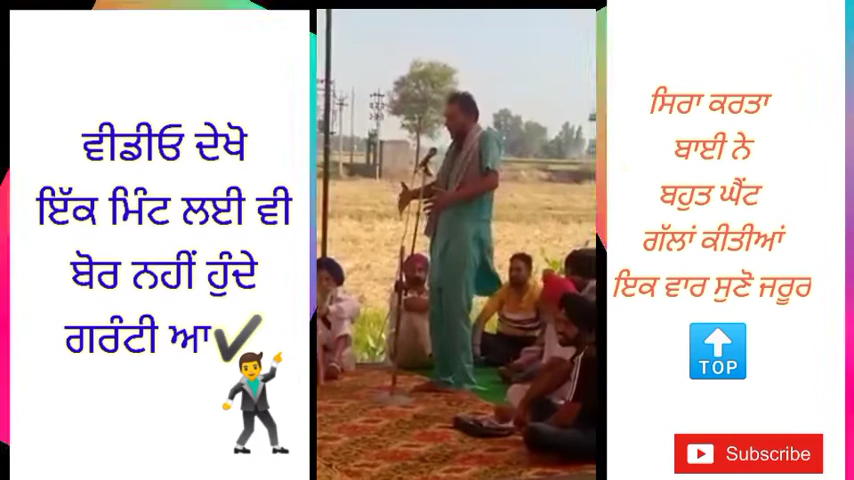 ਵੀਡੀਓ ਦੇਖੋ
ਇੱਕ ਮਿੰਟ ਲਈ ਵੀ
ਬੋਰ ਨਹੀਂ ਹੁੰਦੇ
ਗਰੰਟੀ ਆ✔
ਸਿਰਾ ਕਰਤਾ
ਬਾਈ ਨੇ
ਬਹੁਤ ਘੈਂਟ
ਗੱਲਾਂ ਕੀਤੀਆਂ
ਇਕ ਵਾਰ ਸੁਣੋ ਜਰੂਰ
TOP
Subscribe